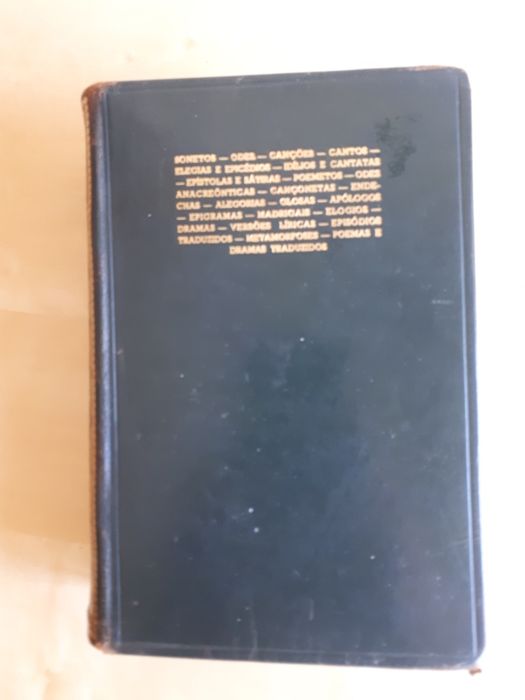 SONETOS — ODES — CANÇÕES — CANTOS —
ELEGIAS E EPICÉDIOS — IDÍLIOS E CANTATAS
— EPÍSTOLAS E SÁTIRAS — POEMETOS — ODES
ANACREÔNTICAS — CANÇONETAS — ENDE-
CHAS — ALEGORIAS — GLOSAS — APÓLOGOS
— EPIGRAMAS — MADRIGAIS — ELOGIOS —
DRAMAS — VERSÕES LÍRICAS — EPISÓDIOS
TRADUZIDOS — METAMORFOSES — POEMAS E
DRAMAS TRADUZIDOS